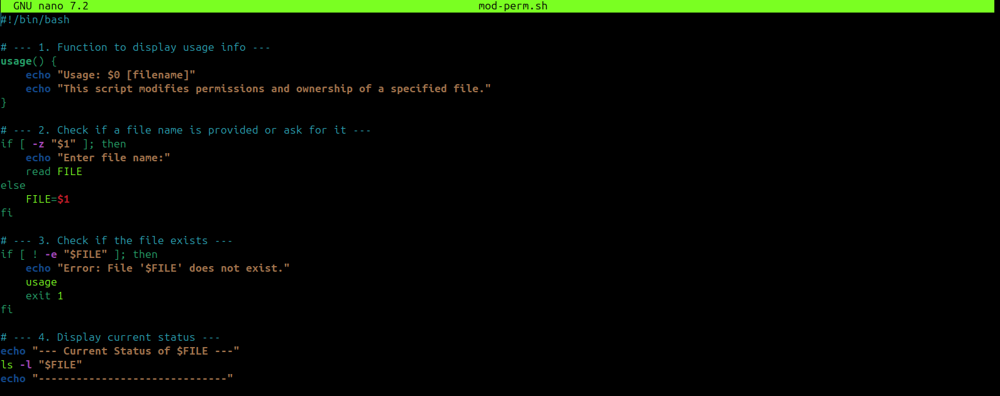 GNU nano 7.2 mod-perm.sh
#!/bin/bash
# --- 1. Function to display usage info ---
usage() {
echo "Usage: $0 [filename]"
echo "This script modifies permissions and ownership of a specified file."
}
# --- 2. Check if a file name is provided or ask for it ---
if [ -z "$1" ]; then
echo "Enter file name:"
read FILE
else
FILE=$1
fi
# --- 3. Check if the file exists ---
if [ ! -e "$FILE" ]; then
echo "Error: File '$FILE' does not exist."
usage
exit 1
fi
# --- 4. Display current status ---
echo "--- Current Status of $FILE ---"
ls -l "$FILE"
echo "------------------------------"